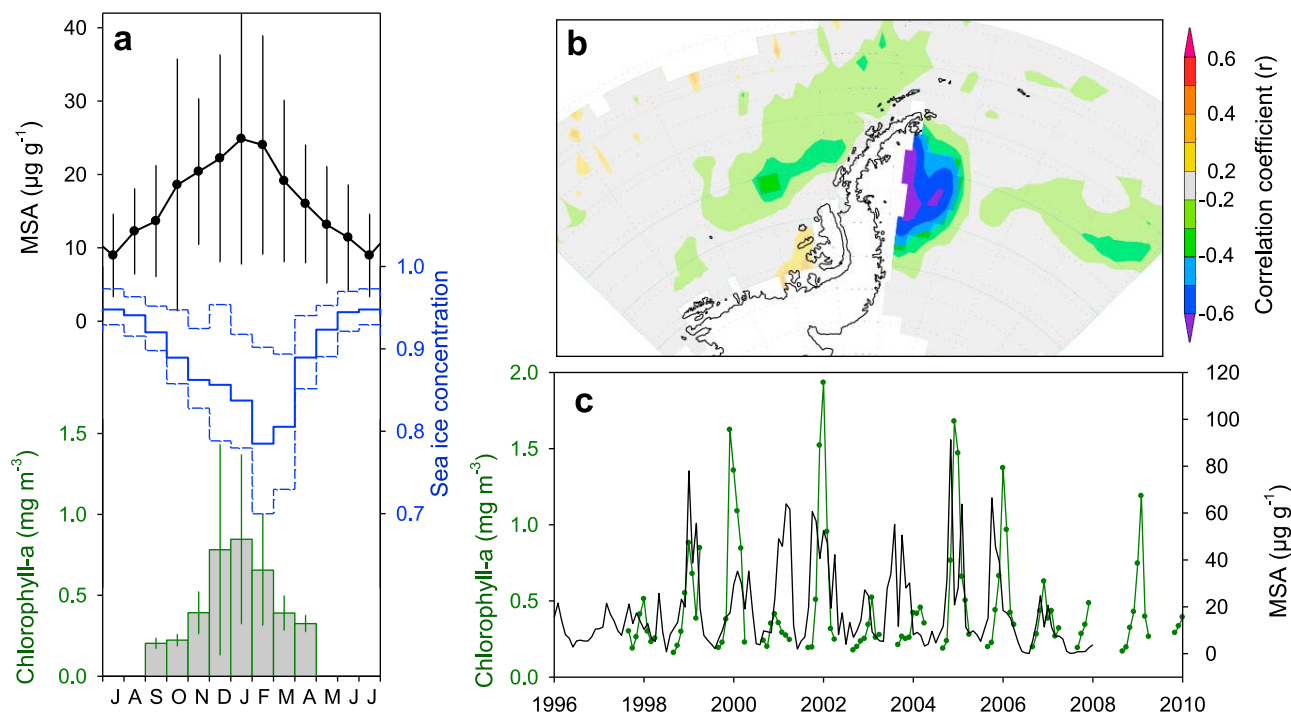 a
40
30
20
10
0
MSA (µg g⁻¹)
1.0
0.9
0.8
0.7
Sea ice concentration
1.5
1.0
0.5
0.0
Chlorophyll-a (mg m⁻³)
J A S O N D J F M A M J J
b
0.6
0.4
0.2
-0.2
-0.4
-0.6
Correlation coefficient (r)
c
2.0
1.5
1.0
0.5
0.0
Chlorophyll-a (mg m⁻³)
120
100
80
60
40
20
0
MSA (µg g⁻¹)
1996 1998 2000 2002 2004 2006 2008 2010